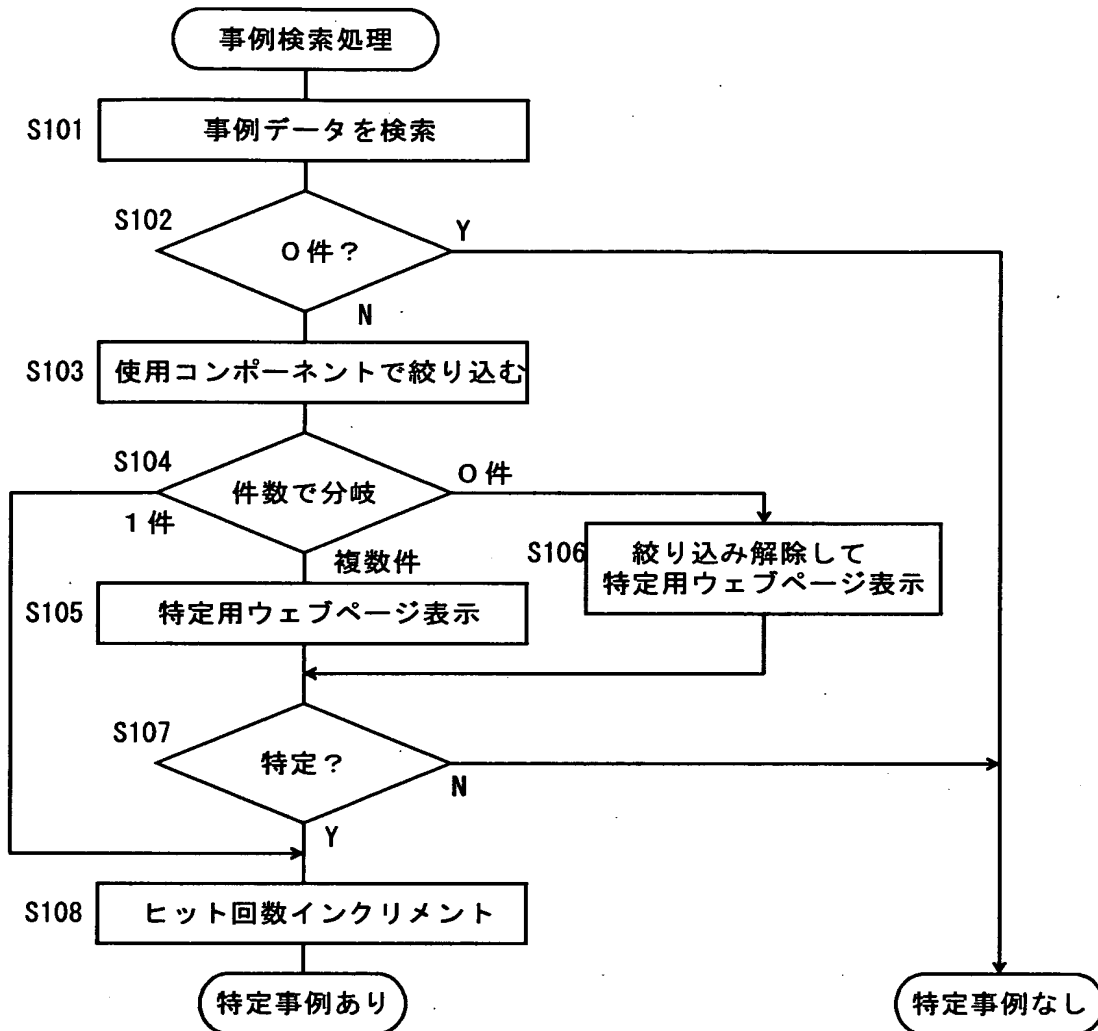 事例検索処理
S101
事例データを検索
S102
0件？
Y
N
S103
使用コンポーネントで絞り込む
S104
件数で分岐
0件
1件
複数件
S106
絞り込み解除して
特定用ウェブページ表示
S105
特定用ウェブページ表示
S107
特定？
N
Y
S108
ヒット回数インクリメント
特定事例あり
特定事例なし